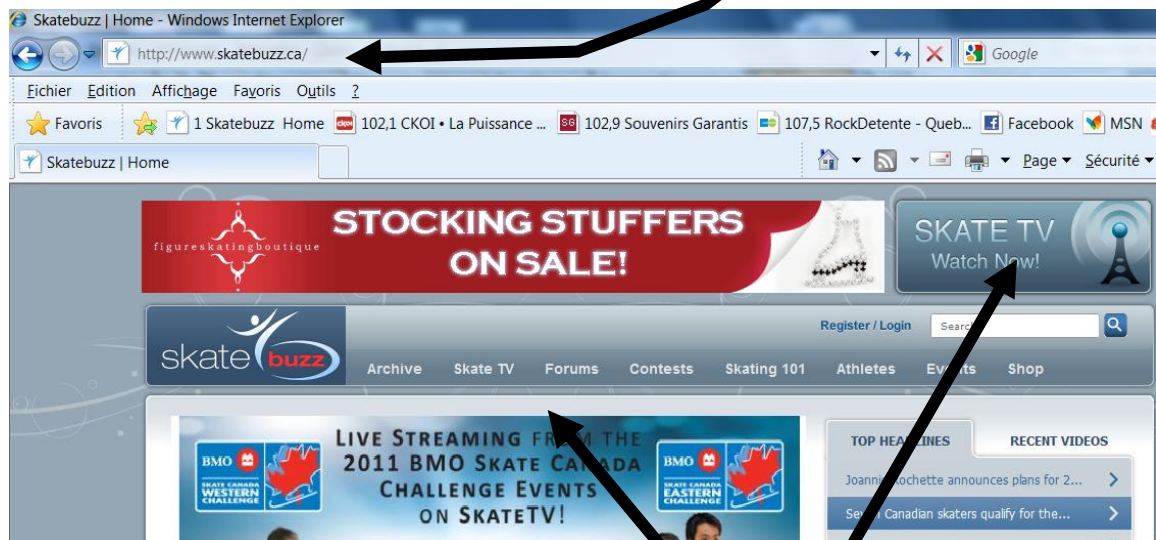 Skatebuzz | Home - Windows Internet Explorer
http://www.skatebuzz.ca/
Google
Fichier Edition Affichage Favoris Outils ?
Favoris 1 Skatebuzz Home ckoi 102,1 CKOI • La Puissance ... SG 102,9 Souvenirs Garantis 107,5 RockDetente - Queb... Facebook MSN
Skatebuzz | Home
Page Sécurité
figureskatingboutique
STOCKING STUFFERS
ON SALE!
SKATE TV
Watch Now!
Register / Login
skate buzz
Archive Skate TV Forums Contests Skating 101 Athletes Events Shop
LIVE STREAMING FROM THE
2011 BMO SKATE CANADA
CHALLENGE EVENTS
ON SKATETV!
BMO
SKATE CANADA
WESTERN
CHALLENGE
BMO
SKATE CANADA
EASTERN
CHALLENGE
TOP HEADLINES RECENT VIDEOS
Joannie Rochette announces plans for 2...
Seven Canadian skaters qualify for the...